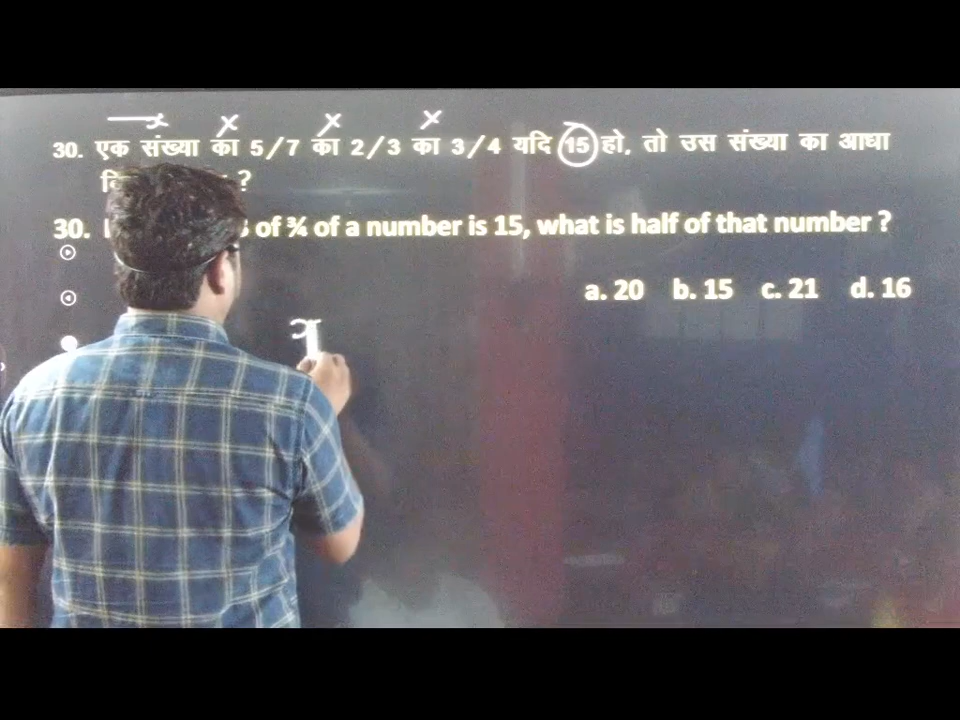 30. एक संख्या का 5/7 का 2/3 का 3/4 यदि 15 हो, तो उस संख्या का आधा
?
30. of ¾ of a number is 15, what is half of that number ?
a. 20 b. 15 c. 21 d. 16
x